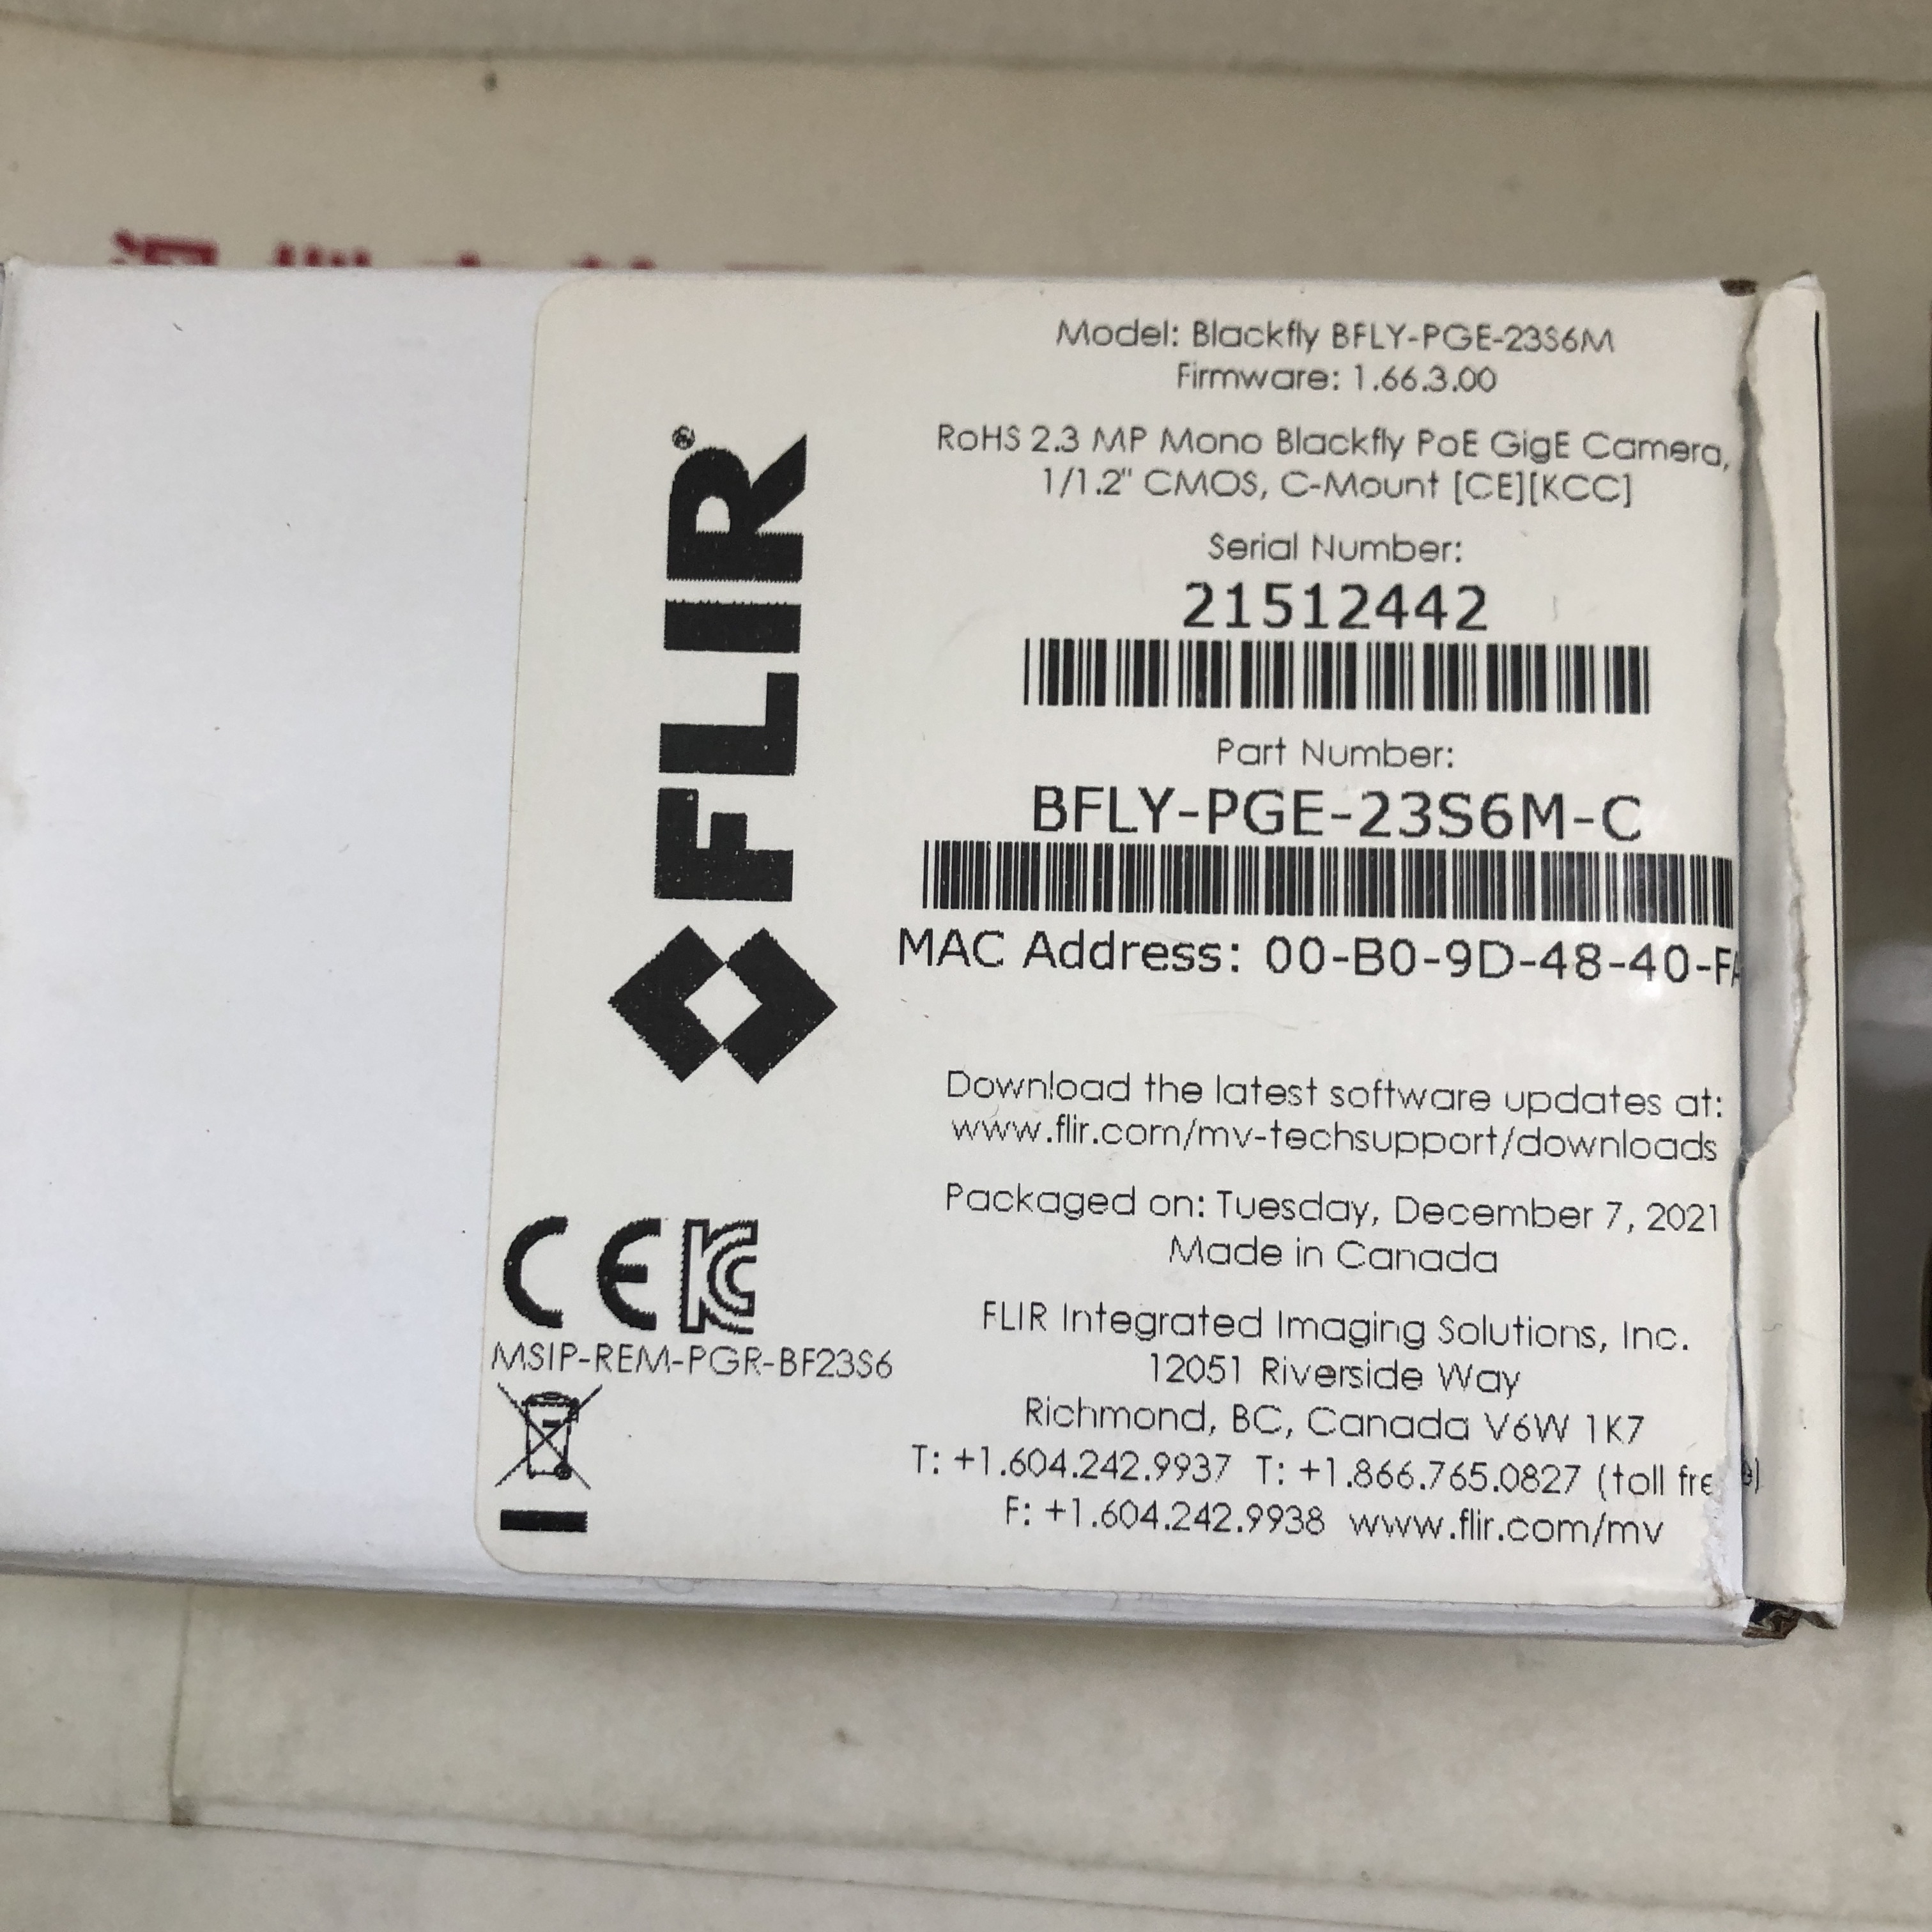 Model: Blackfly BFLY-PGE-23S6M
Firmware: 1.66.3.00
RoHS 2.3 MP Mono Blackfly PoE GigE Camera,
1/1.2" CMOS, C-Mount [CE][KCC]
Serial Number:
21512442
Part Number:
BFLY-PGE-23S6M-C
MAC Address: 00-B0-9D-48-40-FA
Download the latest software updates at:
www.flir.com/mv-techsupport/downloads
Packaged on: Tuesday, December 7, 2021
Made in Canada
FLIR Integrated Imaging Solutions, Inc.
12051 Riverside Way
Richmond, BC, Canada V6W 1K7
T: +1.604.242.9937 T: +1.866.765.0827 (toll free)
F: +1.604.242.9938 www.flir.com/mv
FLIR®
CE KC
MSIP-REM-PGR-BF23S6